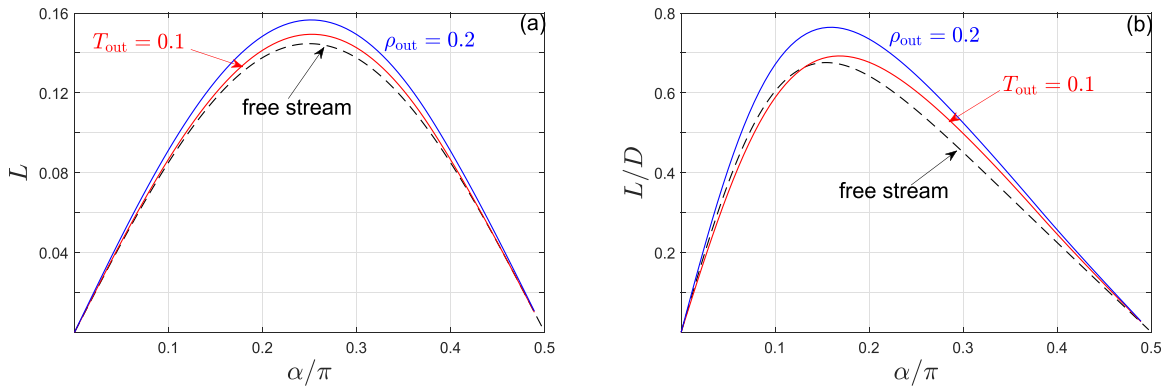 (a)
0.16
0.12
0.08
0.04
L
T_out = 0.1
ρ_out = 0.2
free stream
0.1
0.2
0.3
0.4
0.5
α/π
(b)
0.8
0.6
0.4
0.2
L/D
ρ_out = 0.2
T_out = 0.1
free stream
0.1
0.2
0.3
0.4
0.5
α/π